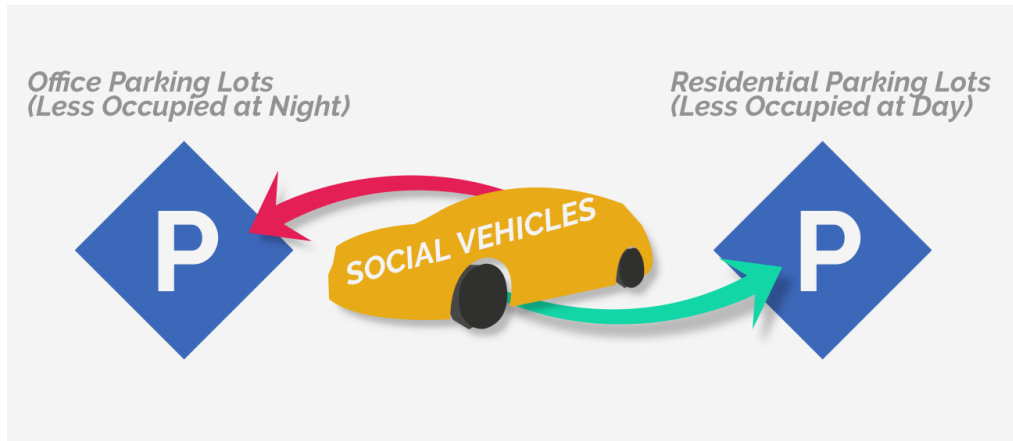 Office Parking Lots
(Less Occupied at Night)
Residential Parking Lots
(Less Occupied at Day)
P
SOCIAL VEHICLES
P